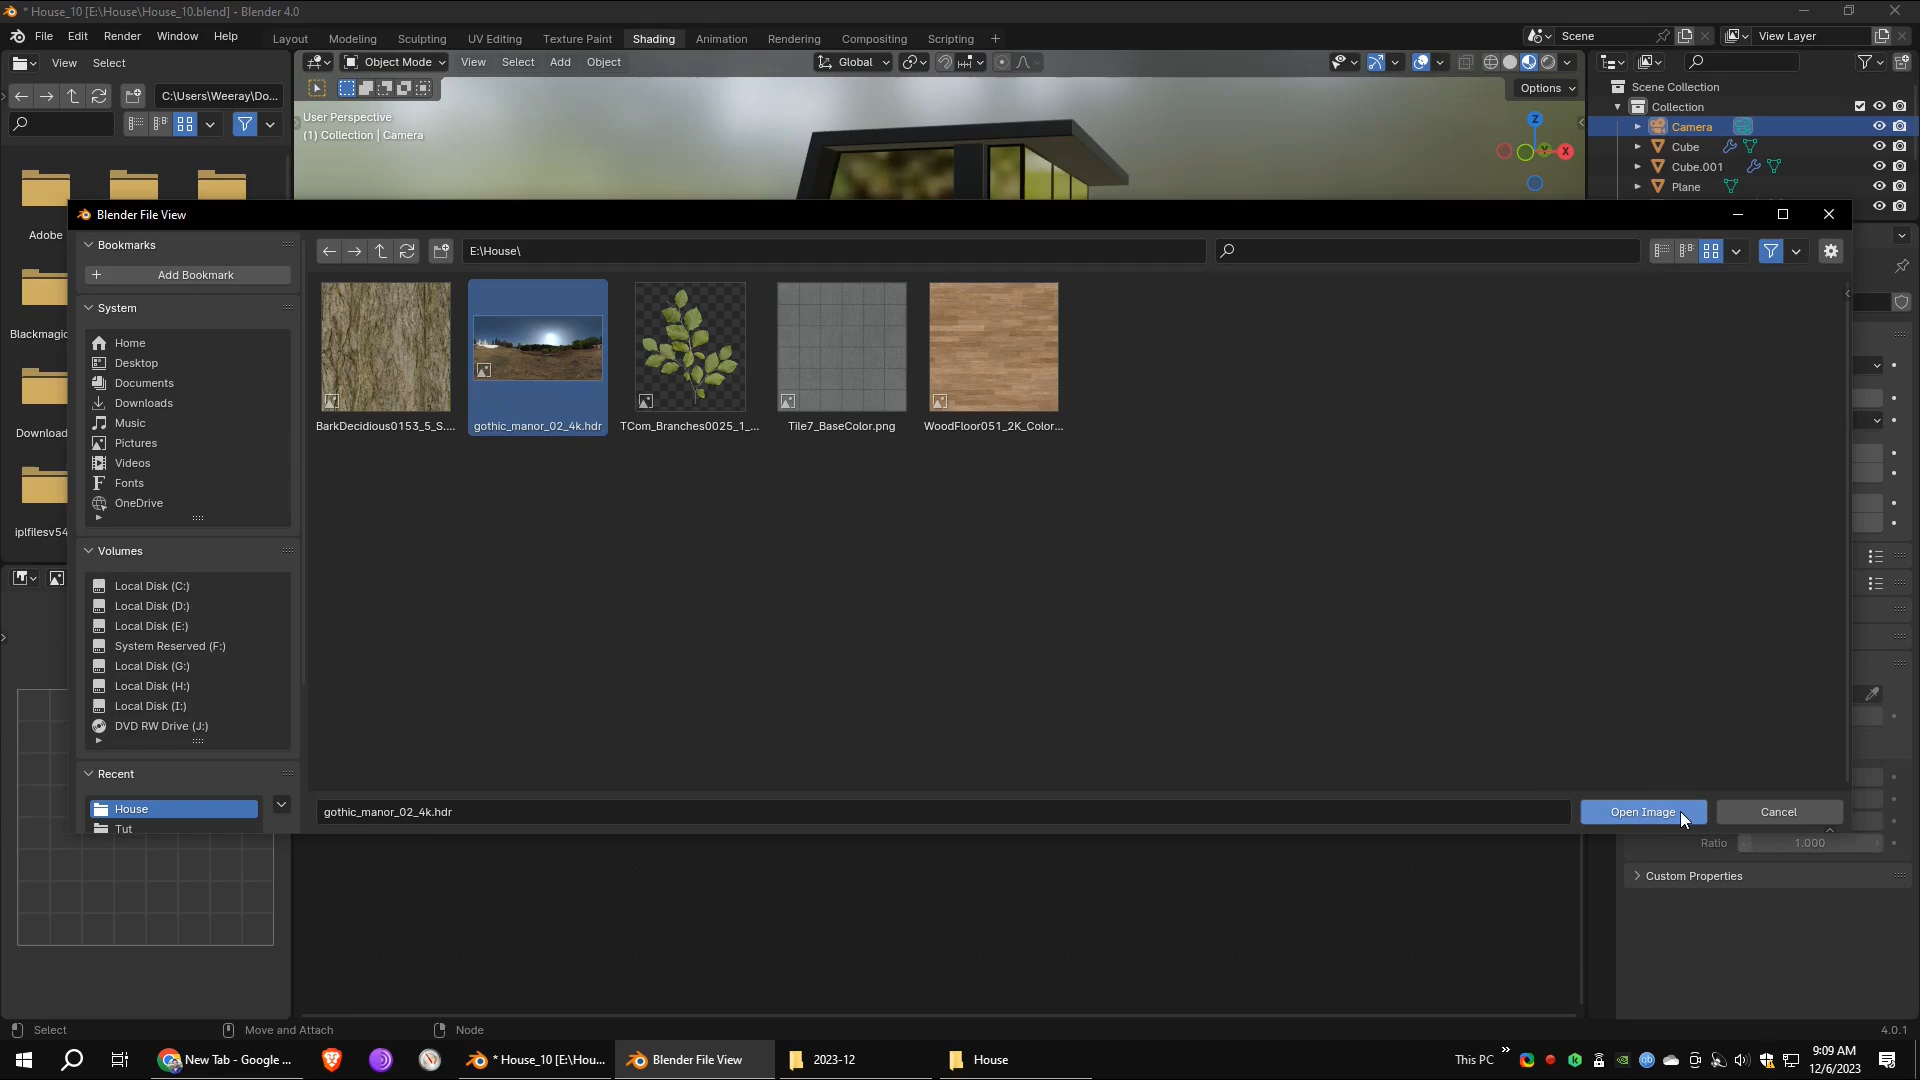 * House_10 [E:\House\House_10.blend] - Blender 4.0
File Edit Render Window Help
Layout Modeling Sculpting UV Editing Texture Paint Shading Animation Rendering Compositing Scripting
Scene
View Layer
View Select
Object Mode View Select Add Object
Global
C:\Users\Weeray\Do...
Options
User Perspective
(1) Collection | Camera
Z
Y
X
Scene Collection
Collection
Camera
Cube
Cube.001
Plane
Adobe
Blackmagic
Download
iplfilesv54
Blender File View
Bookmarks
Add Bookmark
System
Home
Desktop
Documents
Downloads
Music
Pictures
Videos
Fonts
OneDrive
Volumes
Local Disk (C:)
Local Disk (D:)
Local Disk (E:)
System Reserved (F:)
Local Disk (G:)
Local Disk (H:)
Local Disk (I:)
DVD RW Drive (J:)
Recent
House
Tut
E:\House\
BarkDecidious0153_5_S....
gothic_manor_02_4k.hdr
TCom_Branches0025_1_...
Tile7_BaseColor.png
WoodFloor051_2K_Color...
gothic_manor_02_4k.hdr
Open Image
Cancel
Ratio 1.000
Custom Properties
Select
Move and Attach
Node
4.0.1
New Tab - Google ...
* House_10 [E:\Hou...
Blender File View
2023-12
House
This PC
9:09 AM
12/6/2023